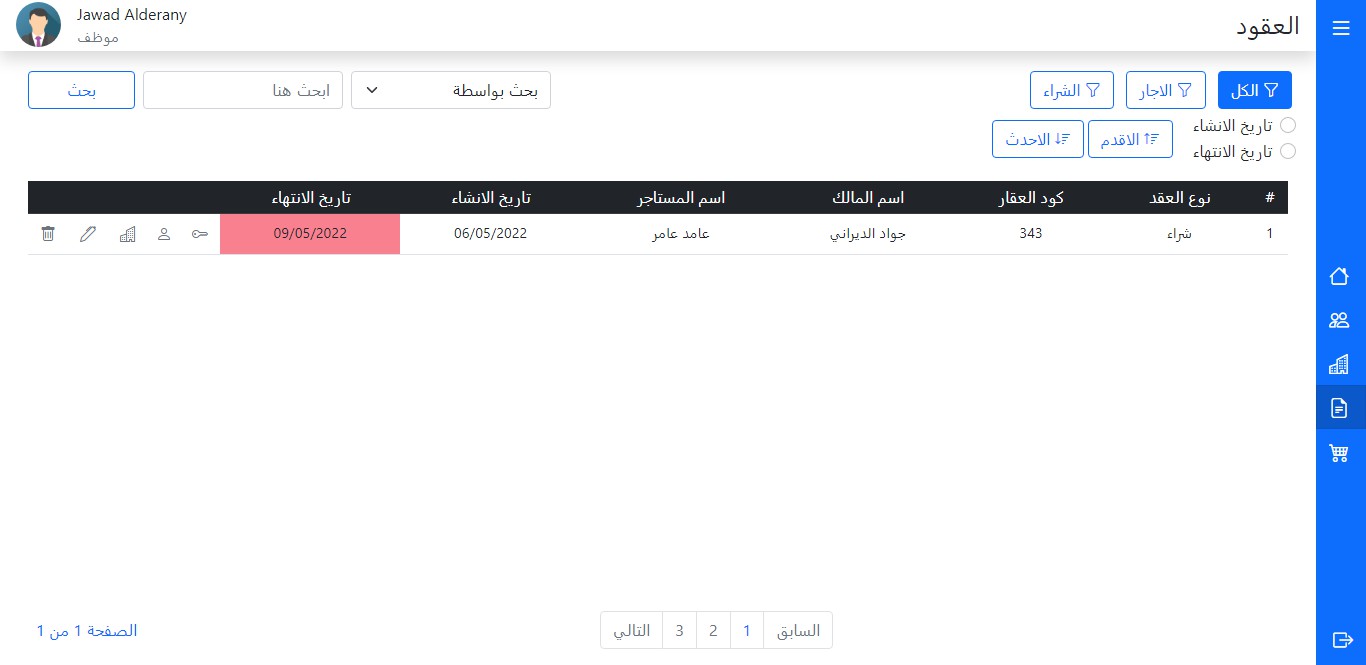 العقود
Jawad Alderany
موظف
الكل
الاجار
الشراء
بحث بواسطة
ابحث هنا
بحث
تاريخ الانشاء
تاريخ الانتهاء
الاقدم
الاحدث
# نوع العقد كود العقار اسم المالك اسم المستاجر تاريخ الانشاء تاريخ الانتهاء
1 شراء 343 جواد الديراني عامد عامر 06/05/2022 09/05/2022
السابق 1 2 3 التالي
الصفحة 1 من 1